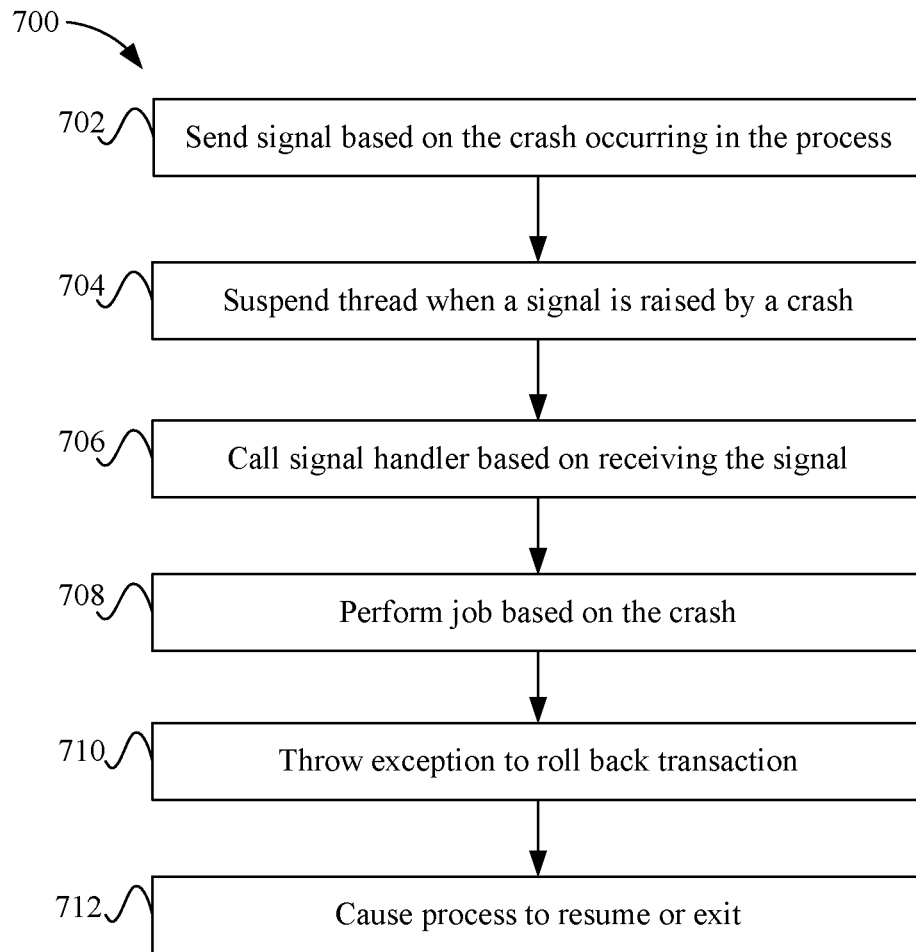 700
702
Send signal based on the crash occurring in the process
704
Suspend thread when a signal is raised by a crash
706
Call signal handler based on receiving the signal
708
Perform job based on the crash
710
Throw exception to roll back transaction
712
Cause process to resume or exit